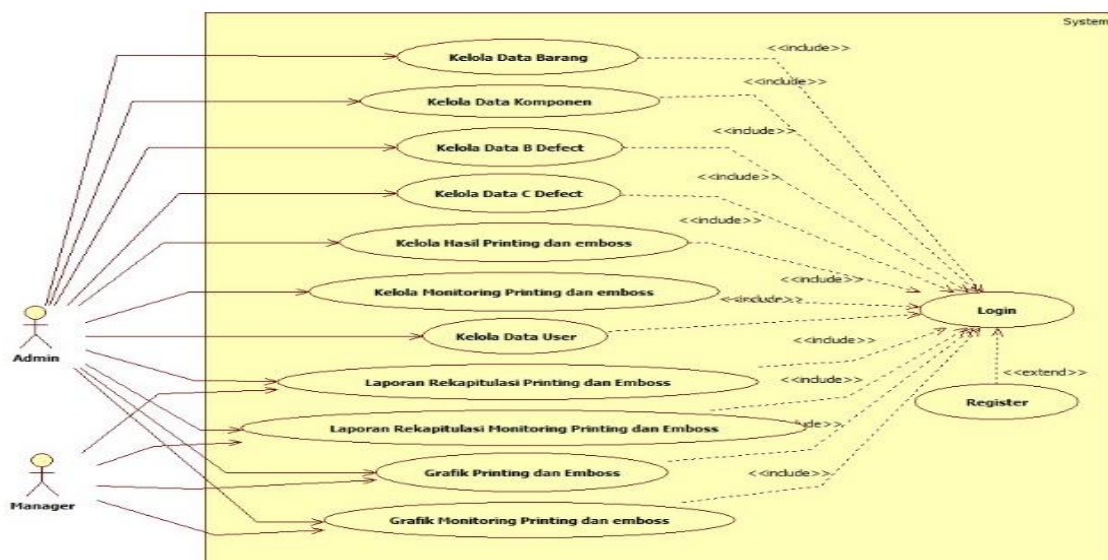 System
Kelola Data Barang
<<include>>
Kelola Data Komponen
<<include>>
Kelola Data B Defect
<<include>>
Kelola Data C Defect
<<include>>
<<include>>
Kelola Hasil Printing dan emboss
<<include>>
Kelola Monitoring Printing dan emboss
<<include>>
Login
Kelola Data User
<<include>>
Admin
Laporan Rekapitulasi Printing dan Emboss
<<include>>
<<extend>>
Register
Laporan Rekapitulasi Monitoring Printing dan Emboss
lude>>
Grafik Printing dan Emboss
<<include>>
Manager
Grafik Monitoring Printing dan emboss